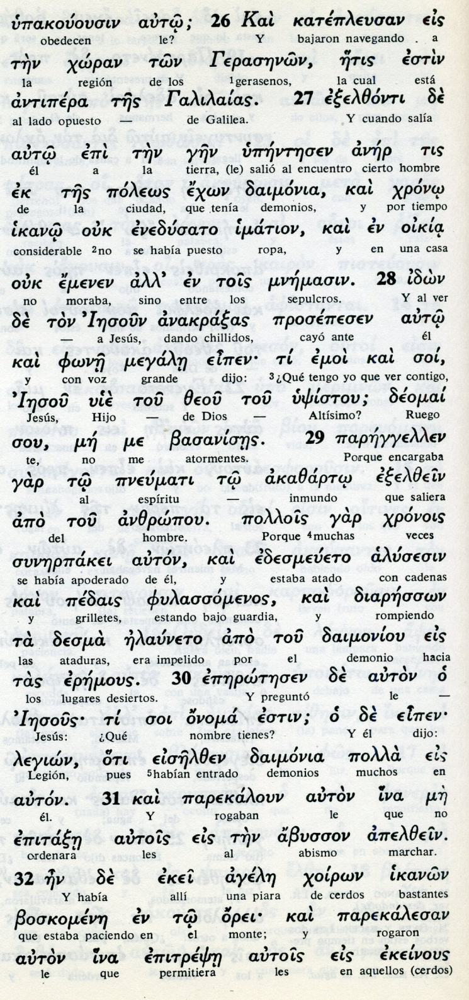 ὑπακούουσιν αὐτῷ; 26 Καὶ κατέπλευσαν εἰς
obedecen le? Y bajaron navegando . a
τὴν χώραν τῶν Γερασηνῶν, ἥτις ἐστὶν
la región de los ¹gerasenos, la cual está
ἀντιπέρα τῆς Γαλιλαίας. 27 ἐξελθόντι δὲ
al lado opuesto — de Galilea. Y cuando salía
αὐτῷ ἐπὶ τὴν γῆν ὑπήντησεν ἀνήρ τις
él a la tierra, (le) salió al encuentro cierto hombre
ἐκ τῆς πόλεως ἔχων δαιμόνια, καὶ χρόνῳ
de la ciudad, que tenía demonios, y por tiempo
ἱκανῷ οὐκ ἐνεδύσατο ἱμάτιον, καὶ ἐν οἰκίᾳ
considerable ²no se había puesto ropa, y en una casa
οὐκ ἔμενεν ἀλλ’ ἐν τοῖς μνήμασιν. 28 ἰδὼν
no moraba, sino entre los sepulcros. Y al ver
δὲ τὸν Ἰησοῦν ἀνακράξας προσέπεσεν αὐτῷ
— a Jesús, dando chillidos, cayó ante él
καὶ φωνῇ μεγάλῃ εἶπεν· τί ἐμοὶ καὶ σοί,
y con voz grande dijo: ³¿Qué tengo yo que ver contigo,
Ἰησοῦ υἱὲ τοῦ θεοῦ τοῦ ὑψίστου; δέομαί
Jesús, Hijo — de Dios — Altísimo? Ruego
σου, μή με βασανίσῃς. 29 παρήγγελλεν
te, no me atormentes. Porque encargaba
γὰρ τῷ πνεύματι τῷ ἀκαθάρτῳ ἐξελθεῖν
al espíritu — inmundo que saliera
ἀπὸ τοῦ ἀνθρώπου. πολλοῖς γὰρ χρόνοις
del hombre. Porque ⁴muchas veces
συνηρπάκει αὐτόν, καὶ ἐδεσμεύετο ἁλύσεσιν
se había apoderado de él, y estaba atado con cadenas
καὶ πέδαις φυλασσόμενος, καὶ διαρήσσων
y grilletes, estando bajo guardia, y rompiendo
τὰ δεσμὰ ἠλαύνετο ἀπὸ τοῦ δαιμονίου εἰς
las ataduras, era impelido por el demonio hacia
τὰς ἐρήμους. 30 ἐπηρώτησεν δὲ αὐτὸν ὁ
los lugares desiertos. Y preguntó le —
Ἰησοῦς· τί σοι ὄνομά ἐστιν; ὁ δὲ εἶπεν·
Jesús: ¿Qué nombre tienes? Y él dijo:
λεγιών, ὅτι εἰσῆλθεν δαιμόνια πολλὰ εἰς
Legión, pues ⁵habían entrado demonios muchos en
αὐτόν. 31 καὶ παρεκάλουν αὐτὸν ἵνα μὴ
él. Y rogaban le que no
ἐπιτάξῃ αὐτοῖς εἰς τὴν ἄβυσσον ἀπελθεῖν.
ordenara les al abismo marchar.
32 ἦν δὲ ἐκεῖ ἀγέλη χοίρων ἱκανῶν
Y había allí una piara de cerdos bastantes
βοσκομένη ἐν τῷ ὄρει· καὶ παρεκάλεσαν
que estaba paciendo en el monte; y rogaron
αὐτὸν ἵνα ἐπιτρέψῃ αὐτοῖς εἰς ἐκείνους
le que permitiera les en aquellos (cerdos)